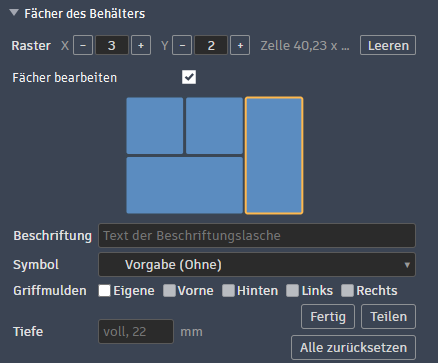 Fächer des Behälters
Raster X − 3 + Y − 2 + Zelle 40,23 x ... Leeren
Fächer bearbeiten
Beschriftung Text der Beschriftungslasche
Symbol Vorgabe (Ohne)
Griffmulden Eigene Vorne Hinten Links Rechts
Fertig Teilen
Tiefe voll, 22 mm
Alle zurücksetzen